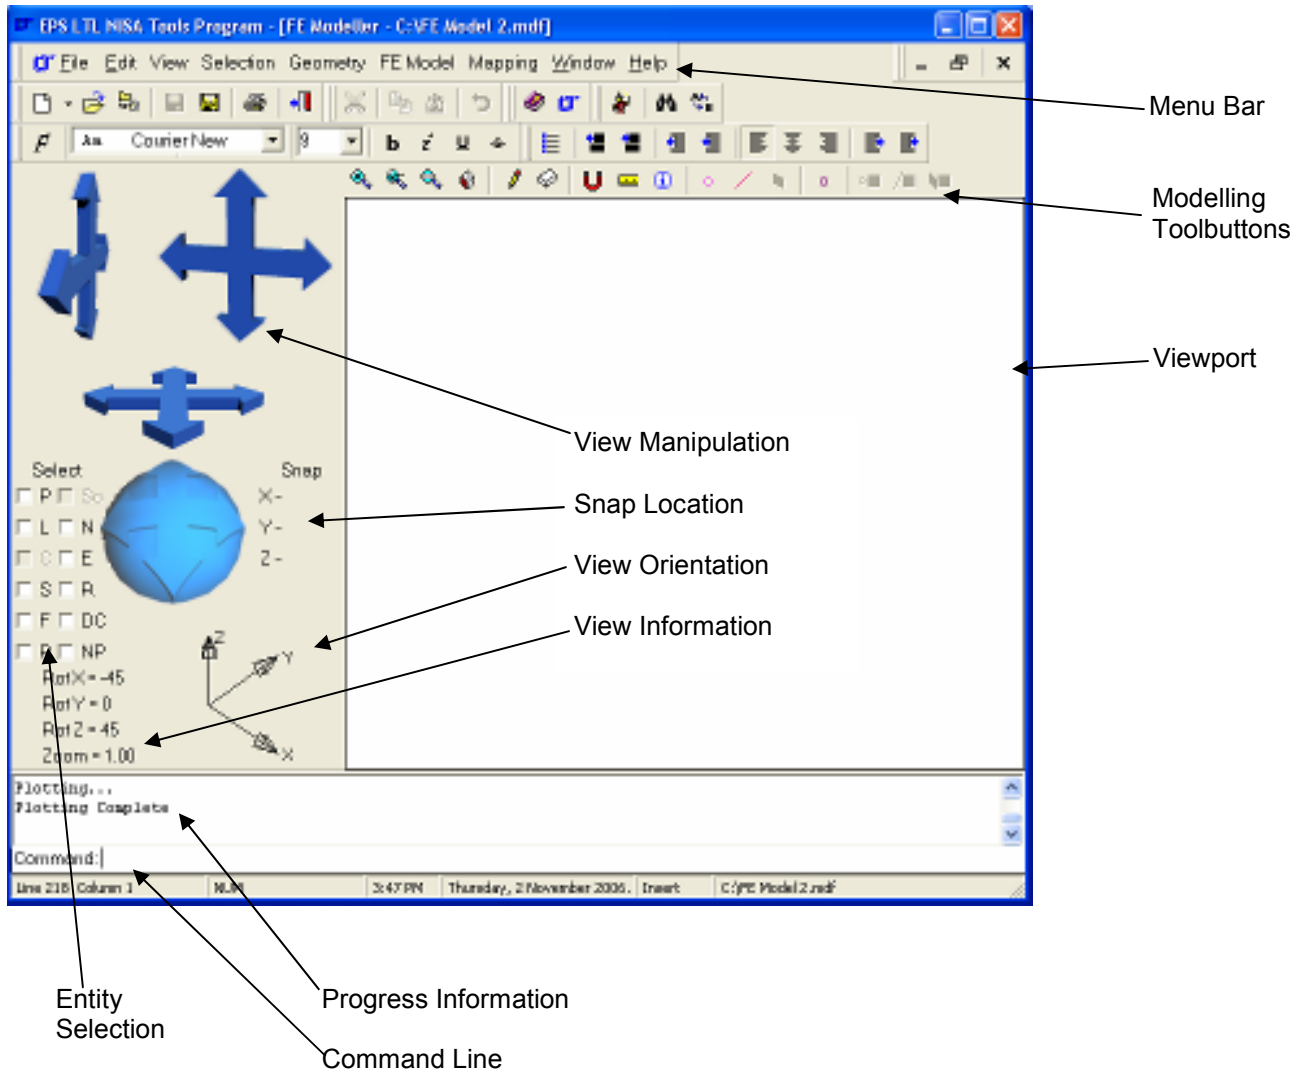 EPS LTL NISA Tools Program - [FE Modeller - C:\FE Model 2.mdf]
File Edit View Selection Geometry FE Model Mapping Window Help
Menu Bar
Courier New 9
b i u
Modelling
Toolbuttons
Viewport
View Manipulation
Select Snap
P So X -
L N Y -
C E Z -
S R
F DC
P NP
Snap Location
View Orientation
View Information
Z
Y
X
RotX = -45
RotY = 0
RotZ = 45
Zoom = 1.00
Plotting...
Plotting Complete
Command:
Line 218 Column 1 NUM 3:47 PM Thursday, 2 November 2006. Insert C:\FE Model 2.mdf
Entity
Selection
Progress Information
Command Line